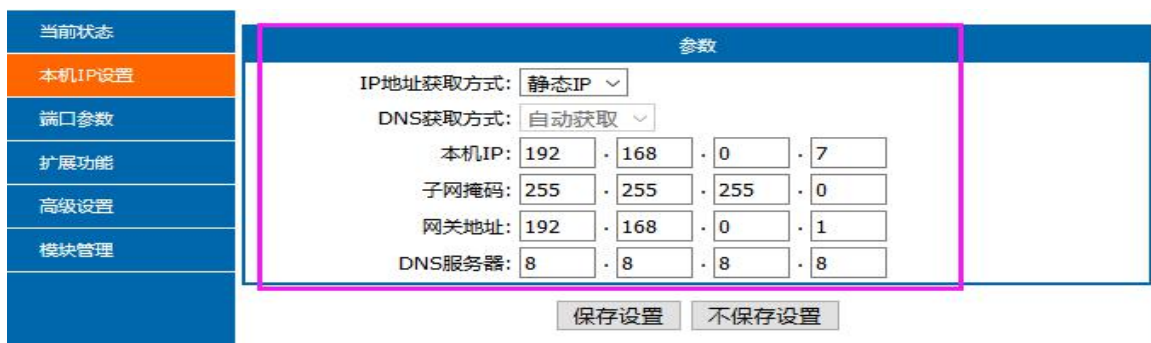 当前状态
本机IP设置
端口参数
扩展功能
高级设置
模块管理
参数
IP地址获取方式: 静态IP
DNS获取方式: 自动获取
本机IP: 192 . 168 . 0 . 7
子网掩码: 255 . 255 . 255 . 0
网关地址: 192 . 168 . 0 . 1
DNS服务器: 8 . 8 . 8 . 8
保存设置 不保存设置